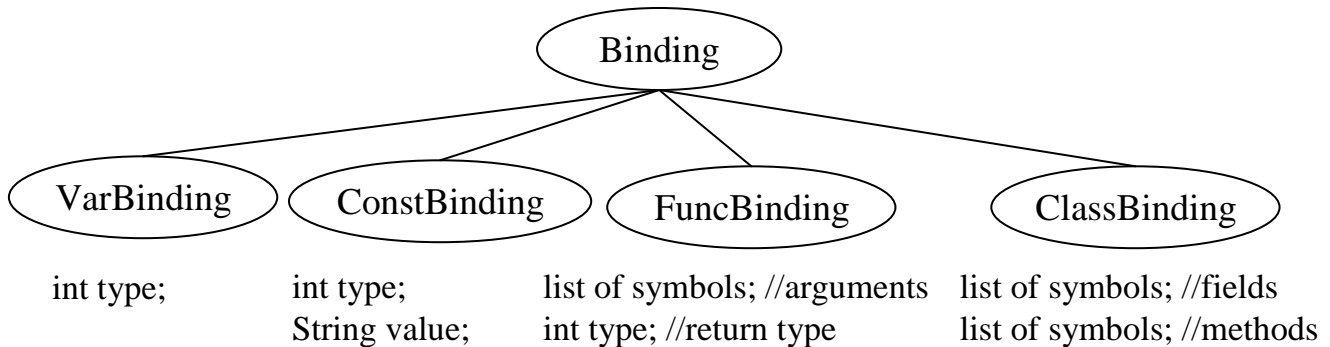 Binding
VarBinding ConstBinding FuncBinding ClassBinding
int type; int type; list of symbols; //arguments list of symbols; //fields
String value; int type; //return type list of symbols; //methods